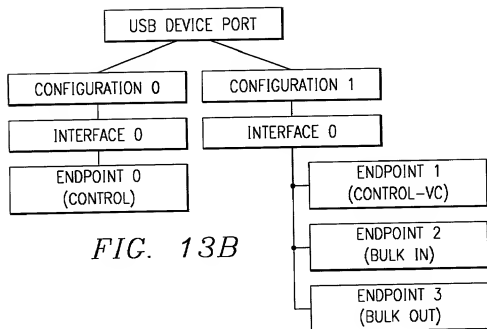 USB DEVICE PORT
CONFIGURATION 0
CONFIGURATION 1
INTERFACE 0
INTERFACE 0
ENDPOINT 0
(CONTROL)
ENDPOINT 1
(CONTROL-VC)
ENDPOINT 2
(BULK IN)
ENDPOINT 3
(BULK OUT)
FIG. 13B